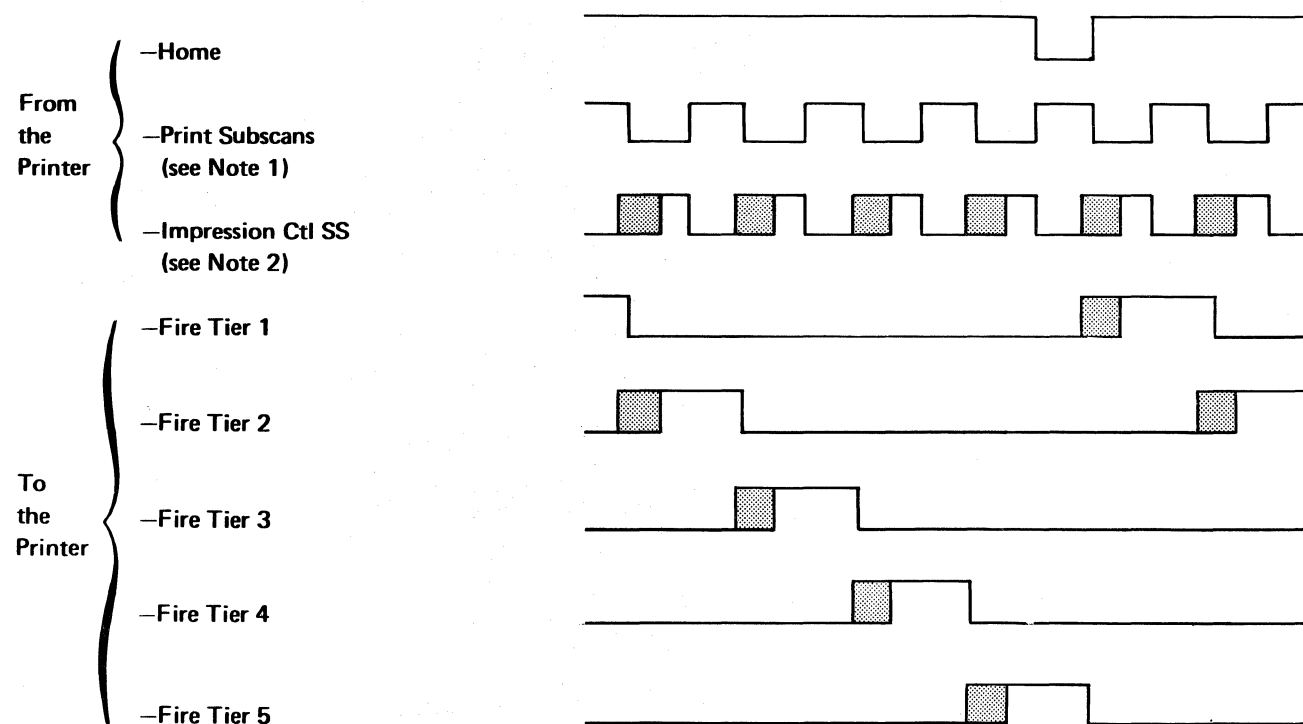 From
the
Printer
—Home
—Print Subscans
(see Note 1)
—Impression Ctl SS
(see Note 2)
To
the
Printer
—Fire Tier 1
—Fire Tier 2
—Fire Tier 3
—Fire Tier 4
—Fire Tier 5